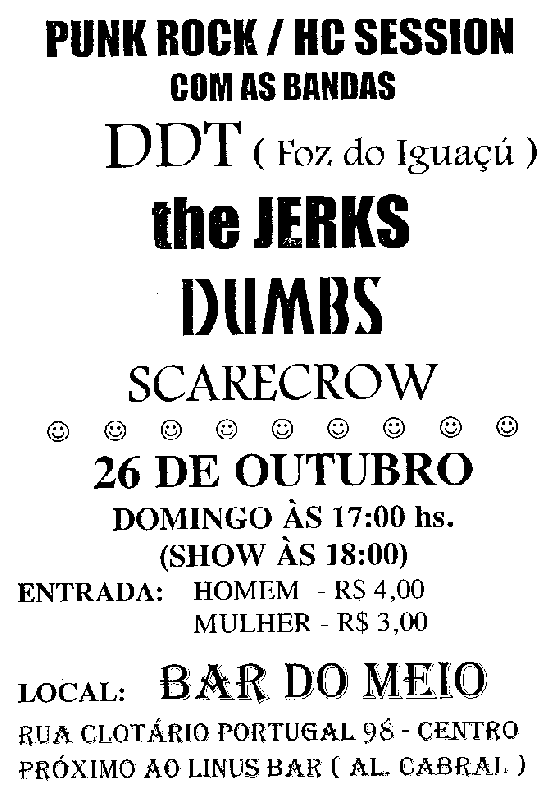 PUNK ROCK / HC SESSION
COM AS BANDAS
DDT ( Foz do Iguaçú )
the JERKS
DUMBS
SCARECROW
26 DE OUTUBRO
DOMINGO ÀS 17:00 hs.
(SHOW ÀS 18:00)
ENTRADA: HOMEM - R$ 4,00
MULHER - R$ 3,00
LOCAL: BAR DO MEIO
RUA CLOTÁRIO PORTUGAL 98 - CENTRO
PRÓXIMO AO LINUS BAR ( AL. CABRAL )